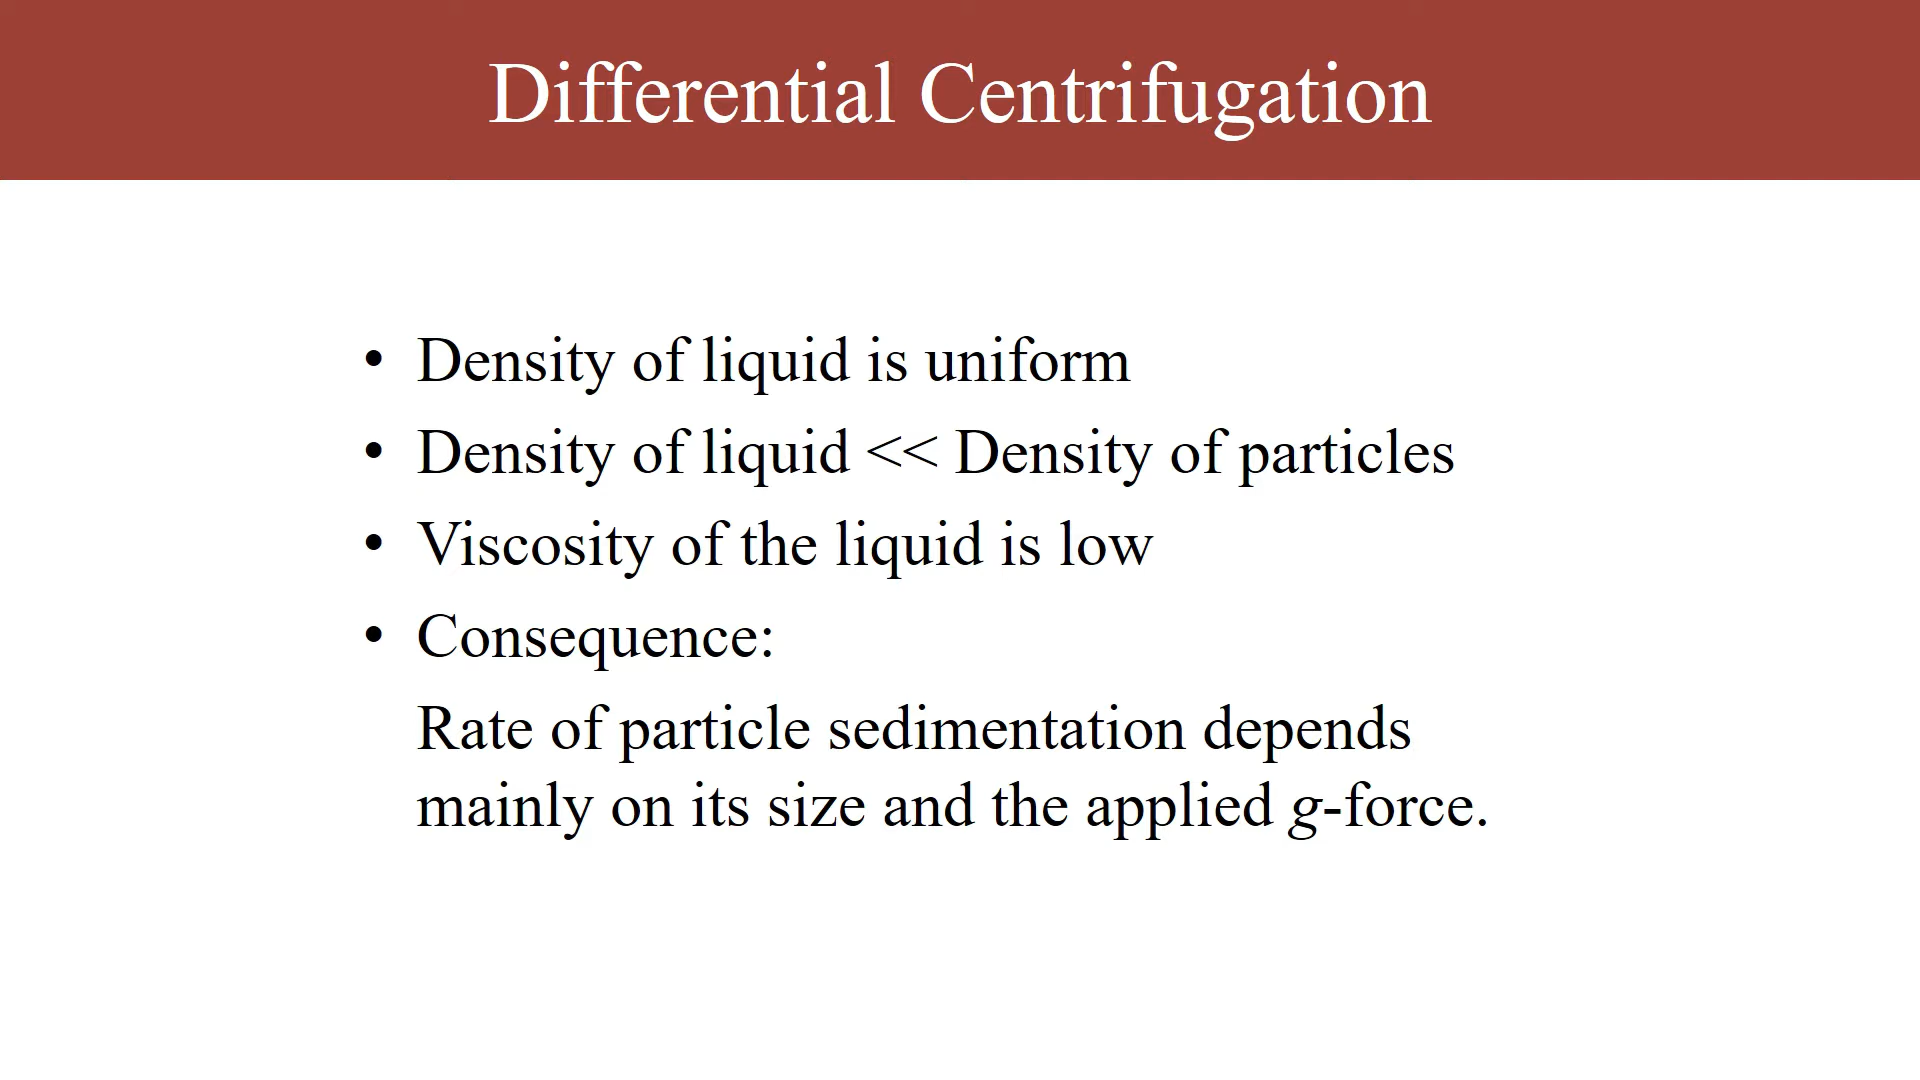 Differential Centrifugation
• Density of liquid is uniform
• Density of liquid << Density of particles
• Viscosity of the liquid is low
• Consequence:
Rate of particle sedimentation depends
mainly on its size and the applied g-force.